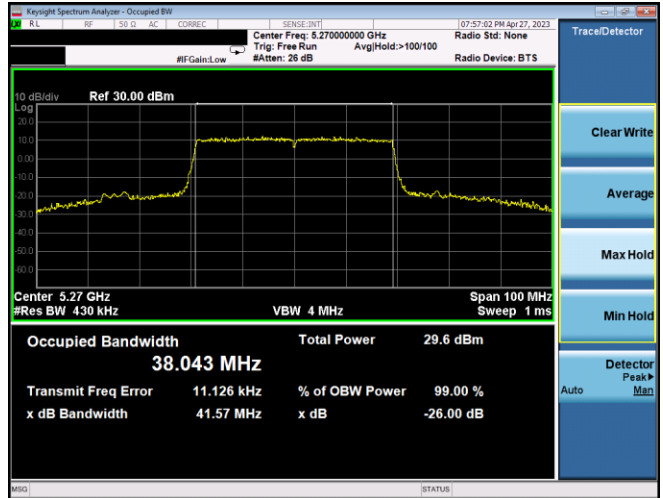 Keysight Spectrum Analyzer - Occupied BW
RL RF 50 Ω AC CORREC SENSE:INT 07:57:02 PM Apr 27, 2023
Center Freq: 5.270000000 GHz Radio Std: None
Trig: Free Run Avg|Hold:>100/100
#IFGain:Low #Atten: 26 dB Radio Device: BTS
Trace/Detector
10 dB/div Ref 30.00 dBm
Log
20.0
10.0
0.00
-10.0
-20.0
-30.0
-40.0
-50.0
-60.0
Center 5.27 GHz Span 100 MHz
#Res BW 430 kHz VBW 4 MHz Sweep 1 ms
Occupied Bandwidth Total Power 29.6 dBm
38.043 MHz
Transmit Freq Error 11.126 kHz % of OBW Power 99.00 %
x dB Bandwidth 41.57 MHz x dB -26.00 dB
Clear Write
Average
Max Hold
Min Hold
Detector
Peak▶
Auto Man
MSG STATUS